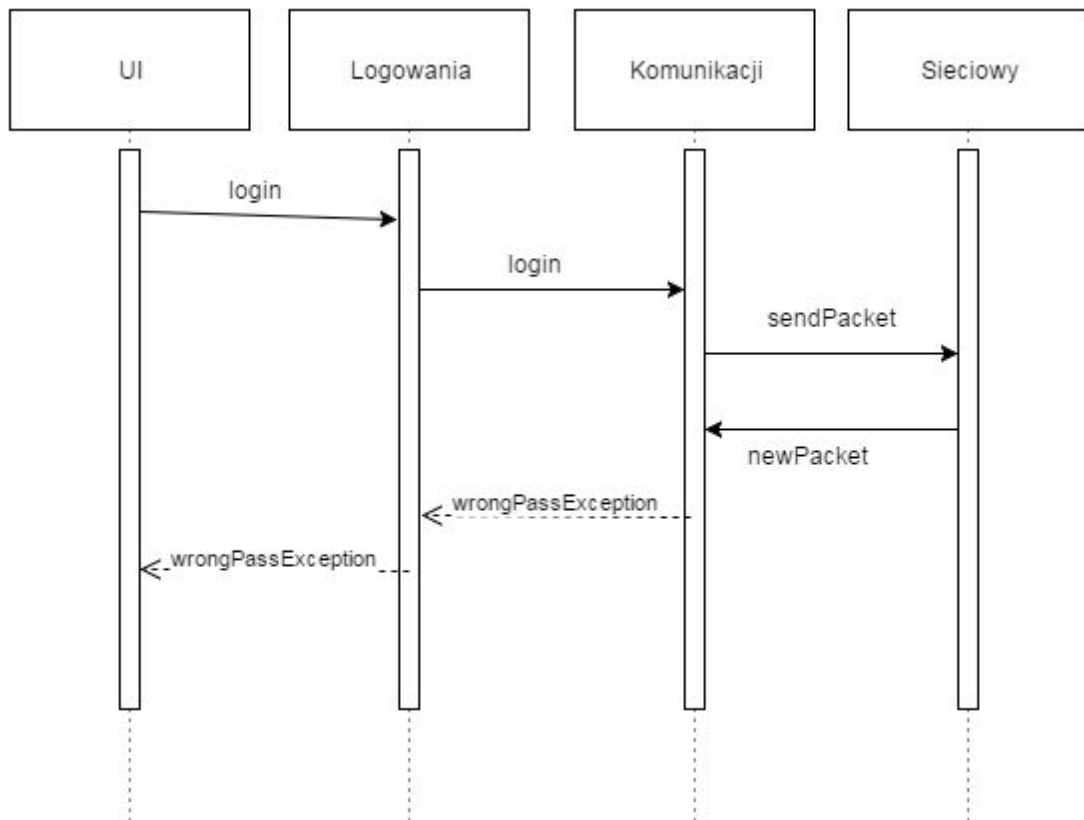 UI
Logowania
Komunikacji
Sieciowy
login
login
sendPacket
newPacket
wrongPassException
wrongPassException